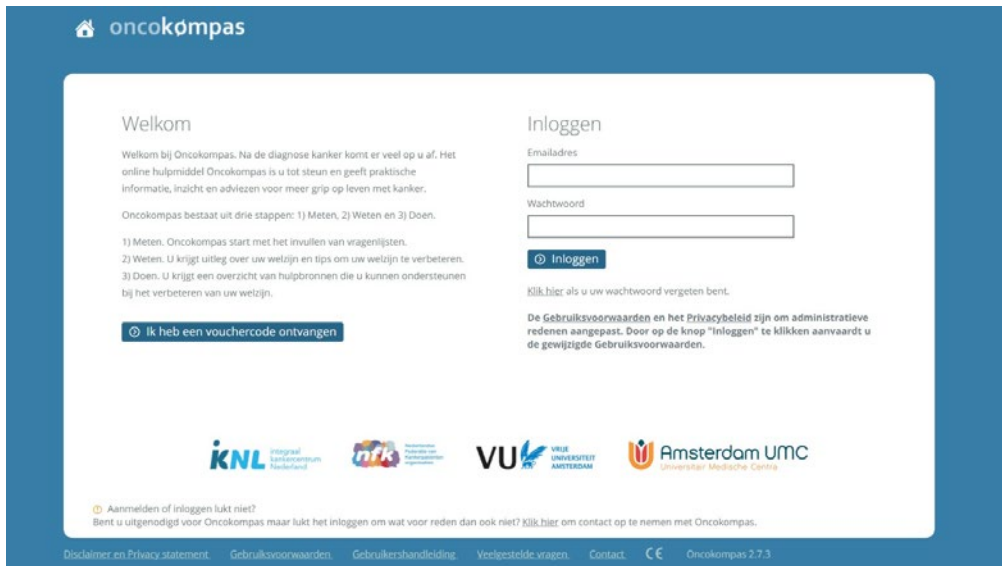 oncokompas
Welkom
Welkom bij Oncokompas. Na de diagnose kanker komt er veel op u af. Het
online hulpmiddel Oncokompas is u tot steun en geeft praktische
informatie, inzicht en adviezen voor meer grip op leven met kanker.
Oncokompas bestaat uit drie stappen: 1) Meten, 2) Weten en 3) Doen.
1) Meten. Oncokompas start met het invullen van vragenlijsten.
2) Weten. U krijgt uitleg over uw welzijn en tips om uw welzijn te verbeteren.
3) Doen. U krijgt een overzicht van hulpbronnen die u kunnen ondersteunen
bij het verbeteren van uw welzijn.
Ik heb een vouchercode ontvangen
Inloggen
Emailadres
Wachtwoord
Inloggen
Klik hier als u uw wachtwoord vergeten bent.
De Gebruiksvoorwaarden en het Privacybeleid zijn om administratieve
redenen aangepast. Door op de knop "Inloggen" te klikken aanvaardt u
de gewijzigde Gebruiksvoorwaarden.
iKNL integraal
kankercentrum
Nederland
nfk Nederlandse
Federatie van
Kankerpatiënten
organisaties
VU VRIJE
UNIVERSITEIT
AMSTERDAM
Amsterdam UMC
Universitair Medische Centra
Aanmelden of inloggen lukt niet?
Bent u uitgenodigd voor Oncokompas maar lukt het inloggen om wat voor reden dan ook niet? Klik hier om contact op te nemen met Oncokompas.
Disclaimer en Privacy statement Gebruiksvoorwaarden Gebruikershandleiding Veelgestelde vragen Contact CE Oncokompas 2.7.3